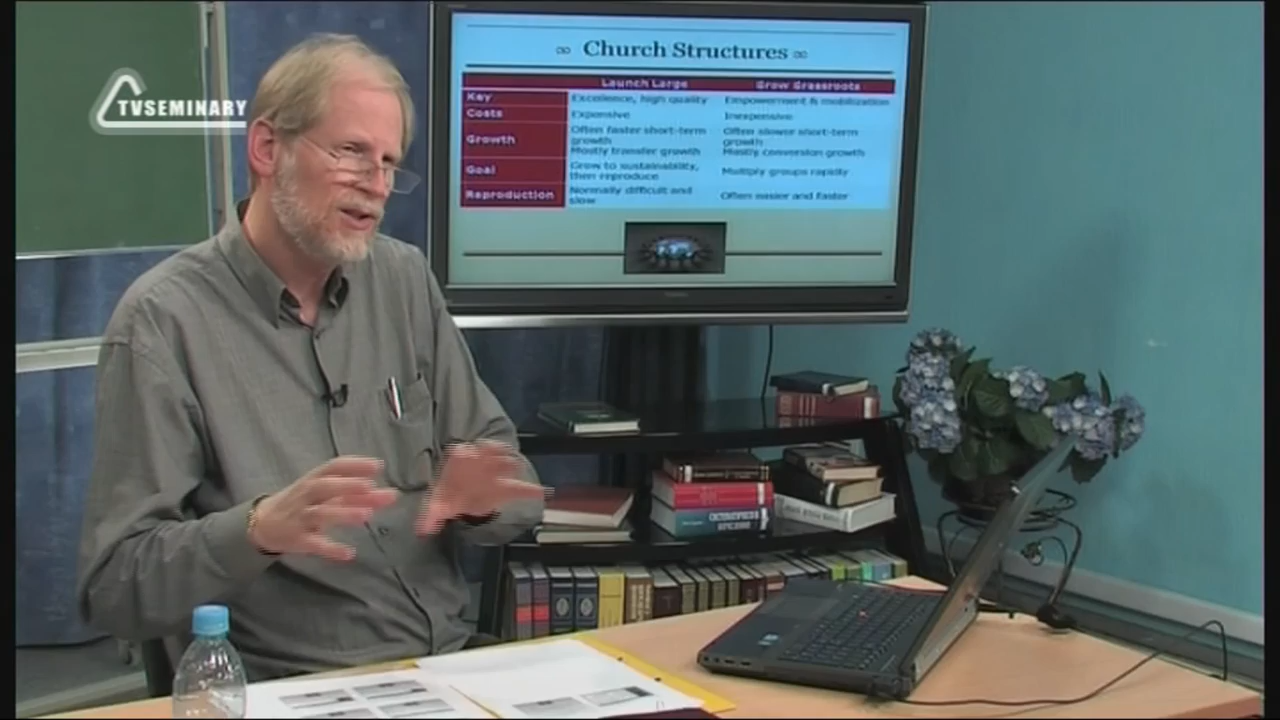 TVSEMINARY
Church Structures
Launch Large Grow Grassroots
Key Excellence, high quality Empowerment & mobilization
Costs Expensive Inexpensive
Growth Often faster short-term growth Often slower short-term growth
Mostly transfer growth Mostly conversion growth
Goal Grow to sustainability, then reproduce Multiply groups rapidly
Reproduction Normally difficult and slow Often easier and faster